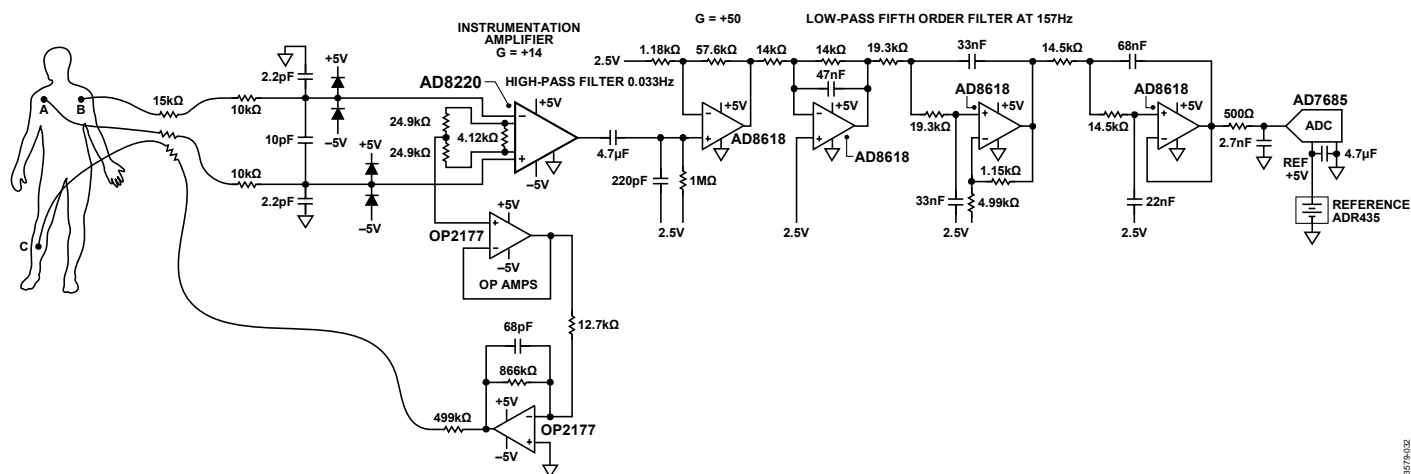 G = +50
LOW-PASS FIFTH ORDER FILTER AT 157Hz
INSTRUMENTATION
AMPLIFIER
G = +14
2.2pF
+5V
–5V
15kΩ
10kΩ
A
B
C
10pF
+5V
–5V
10kΩ
2.2pF
AD8220
HIGH-PASS FILTER 0.033Hz
24.9kΩ
24.9kΩ
4.12kΩ
–
+
+5V
–5V
4.7µF
220pF
1MΩ
2.5V
2.5V
1.18kΩ
57.6kΩ
–
+
+5V
AD8618
14kΩ
14kΩ
47nF
–
+
+5V
AD8618
2.5V
19.3kΩ
33nF
19.3kΩ
AD8618
+
–
+5V
1.15kΩ
4.99kΩ
33nF
2.5V
14.5kΩ
68nF
14.5kΩ
AD8618
+
–
+5V
22nF
2.5V
500Ω
2.7nF
AD7685
ADC
REF
+5V
4.7µF
REFERENCE
ADR435
OP2177
+
–
+5V
–5V
OP AMPS
12.7kΩ
68pF
866kΩ
499kΩ
+5V
–5V
–
+
OP2177
3579-032